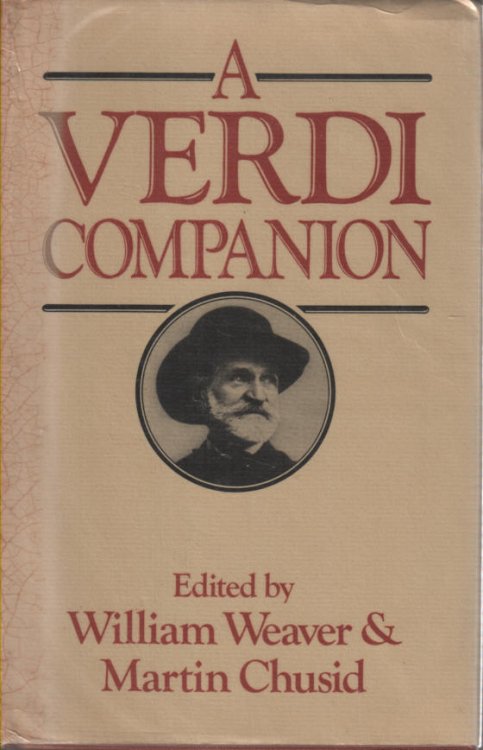 A
VERDI
COMPANION
Edited by
William Weaver &
Martin Chusid